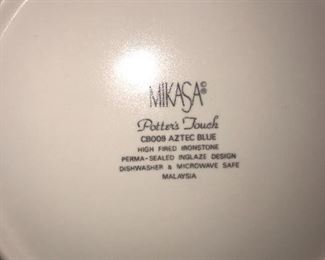 MIKASA©®
Potter's Touch
CB009 AZTEC BLUE
HIGH FIRED IRONSTONE
PERMA-SEALED INGLAZE DESIGN
DISHWASHER & MICROWAVE SAFE
MALAYSIA